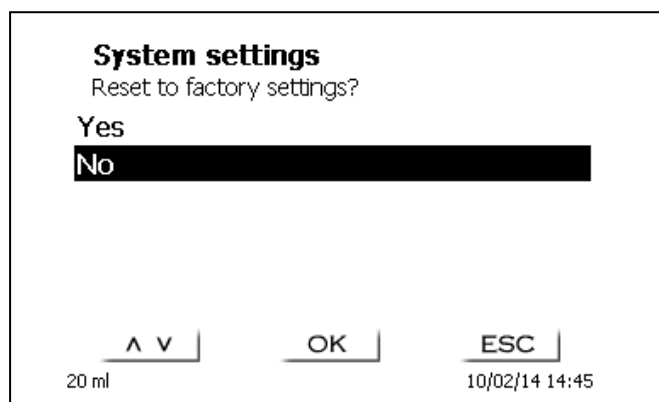 System settings
Reset to factory settings?
Yes
No
∧ ∨ OK ESC
20 ml 10/02/14 14:45